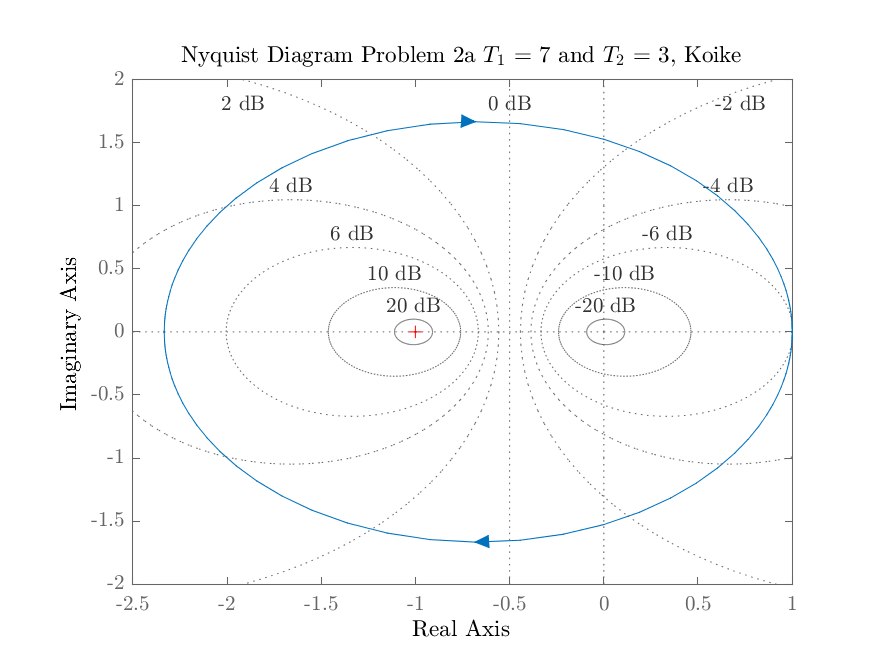 Nyquist Diagram Problem 2a T₁ = 7 and T₂ = 3, Koike
2 dB 0 dB -2 dB
4 dB -4 dB
6 dB -6 dB
10 dB -10 dB
20 dB -20 dB
2
1.5
1
0.5
0
-0.5
-1
-1.5
-2
Imaginary Axis
-2.5 -2 -1.5 -1 -0.5 0 0.5 1
Real Axis